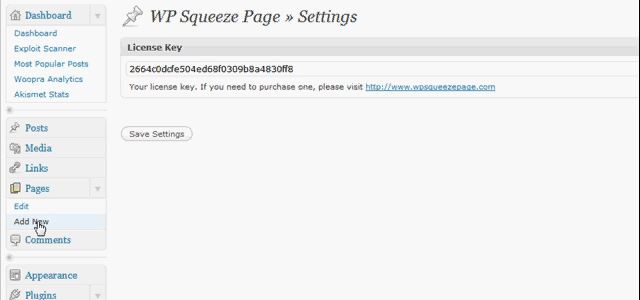 Dashboard
Dashboard
Exploit Scanner
Most Popular Posts
Woopra Analytics
Akismet Stats
Posts
Media
Links
Pages
Edit
Add New
Comments
Appearance
Plugins
WP Squeeze Page » Settings
License Key
2664c0dcfe504ed68f0309b8a4830ff8
Your license key. If you need to purchase one, please visit http://www.wpsqueezepage.com
Save Settings